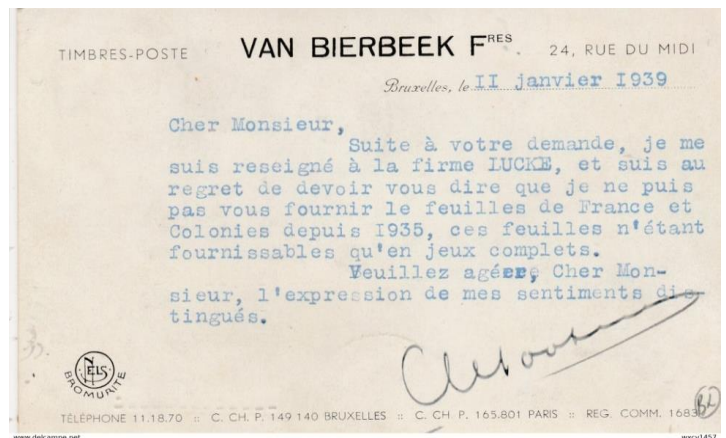 TIMBRES-POSTE VAN BIERBEEK FRES. 24, RUE DU MIDI
Bruxelles, le II janvier I939
Cher Monsieur,
Suite à votre demande, je me
suis reseigné à la firme LUCKE, et suis au
regret de devoir vous dire que je ne puis
pas vous fournir le feuilles de France et
Colonies depuis I935, ces feuilles n'étant
fournissables qu'en jeux complets.
Veuillez agéer, Cher Mon-
sieur, l'expression de mes sentiments dis
tingués.
NELS
BROMURITE
TÉLÉPHONE 11.18.70 :: C. CH. P. 149 140 BRUXELLES :: C. CH. P. 165.801 PARIS :: REG. COMM. 1683
www.delcampe.net